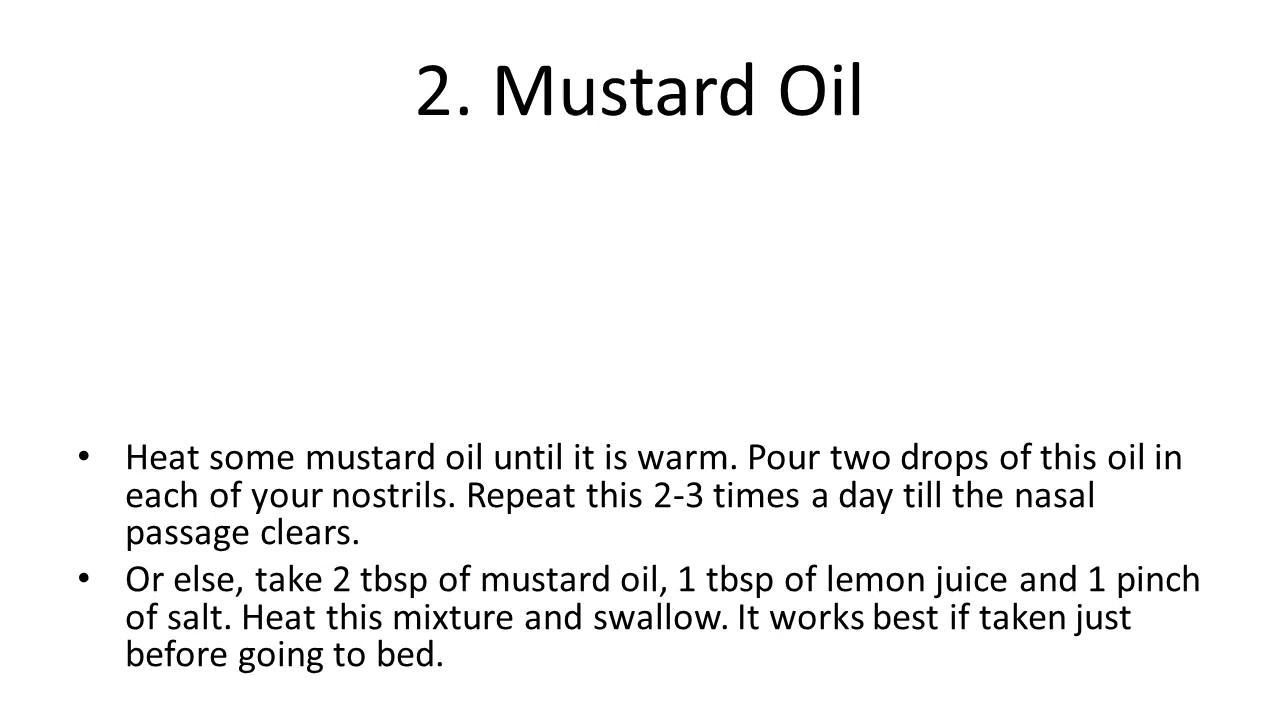 2. Mustard Oil
• Heat some mustard oil until it is warm. Pour two drops of this oil in
each of your nostrils. Repeat this 2-3 times a day till the nasal
passage clears.
• Or else, take 2 tbsp of mustard oil, 1 tbsp of lemon juice and 1 pinch
of salt. Heat this mixture and swallow. It works best if taken just
before going to bed.